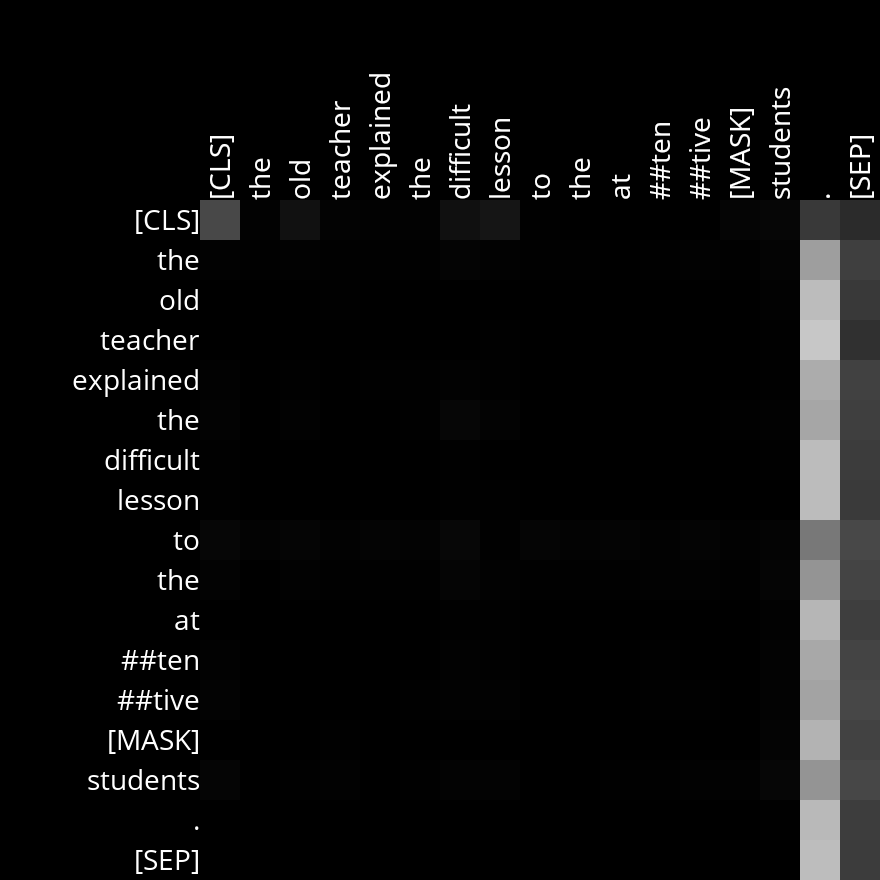 [CLS] the old teacher explained the difficult lesson to the at ##ten ##tive [MASK] students . [SEP]
[CLS]
the
old
teacher
explained
the
difficult
lesson
to
the
at
##ten
##tive
[MASK]
students
.
[SEP]